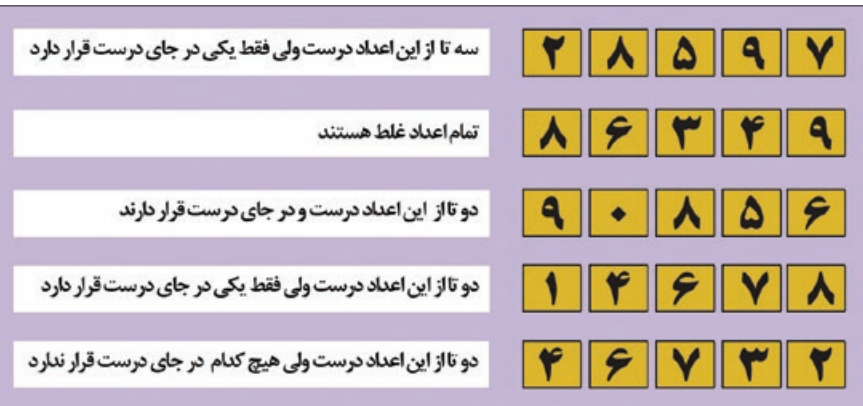 سه تا از این اعداد درست ولی فقط یکی در جای درست قرار دارد
۲ ۸ ۵ ۹ ۷
تمام اعداد غلط هستند
۸ ۶ ۳ ۴ ۹
دو تا از این اعداد درست و در جای درست قرار دارند
۹ ۰ ۸ ۵ ۶
دو تا از این اعداد درست ولی فقط یکی در جای درست قرار دارد
۱ ۴ ۶ ۷ ۸
دو تا از این اعداد درست ولی هیچ کدام در جای درست قرار ندارد
۴ ۶ ۷ ۳ ۲